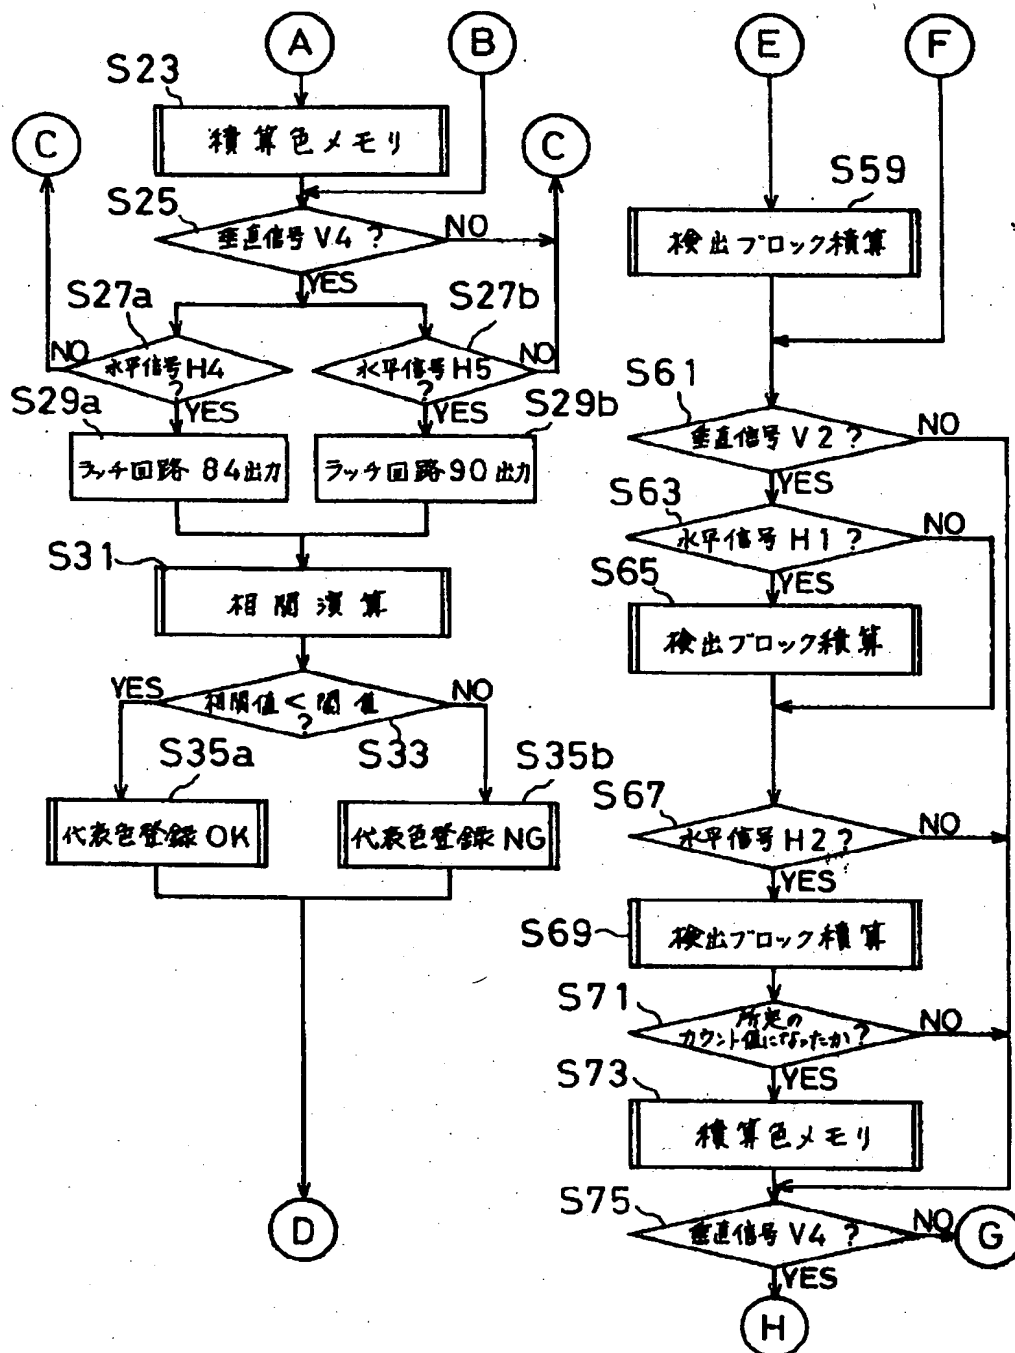 A
B
S23
積算色メモリ
C
C
S25
垂直信号V4?
NO
YES
S27a
S27b
NO
水平信号H4
?
水平信号H5
?
NO
S29a
YES
YES
S29b
ラッチ回路84出力
ラッチ回路90出力
S31
相関演算
YES
相関値<閾値
?
NO
S33
S35a
S35b
代表色登録OK
代表色登録NG
D
E
F
S59
検出ブロック積算
S61
垂直信号V2?
NO
YES
S63
水平信号H1?
NO
YES
S65
検出ブロック積算
S67
水平信号H2?
NO
YES
S69
検出ブロック積算
S71
所定の
カウント値になったか?
NO
YES
S73
積算色メモリ
S75
垂直信号V4?
NO
G
YES
H